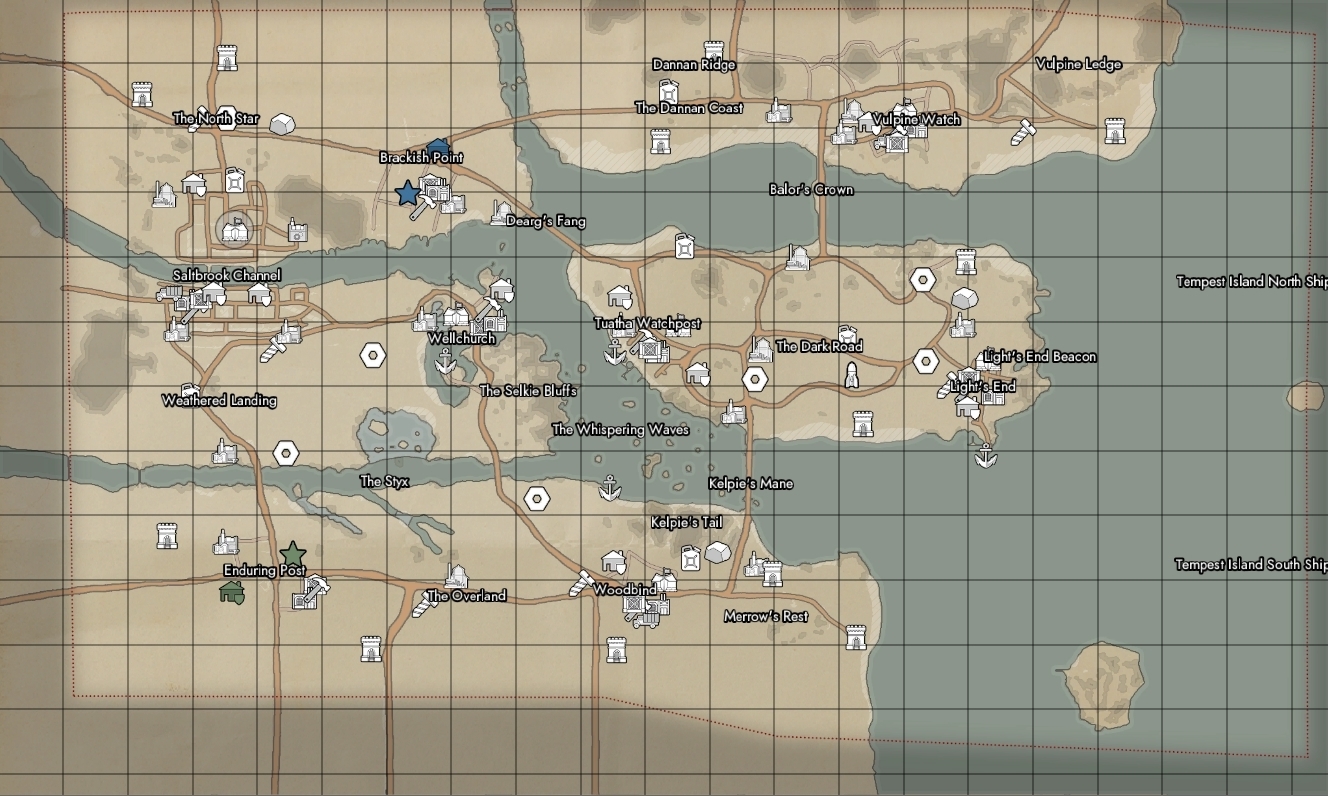 Dannan Ridge
Vulpine Ledge
The Dannan Coast
The North Star
Vulpine Watch
Brackish Point
Balor's Crown
Dearg's Fang
Saltbrook Channel
Tempest Island North Ship
Tuatha Watchpost
Wellchurch
The Dark Road
Light's End Beacon
Light's End
The Selkie Bluffs
Weathered Landing
The Whispering Waves
The Styx
Kelpie's Mane
Kelpie's Tail
Tempest Island South Ship
Enduring Post
Woodbind
The Overland
Merrow's Rest